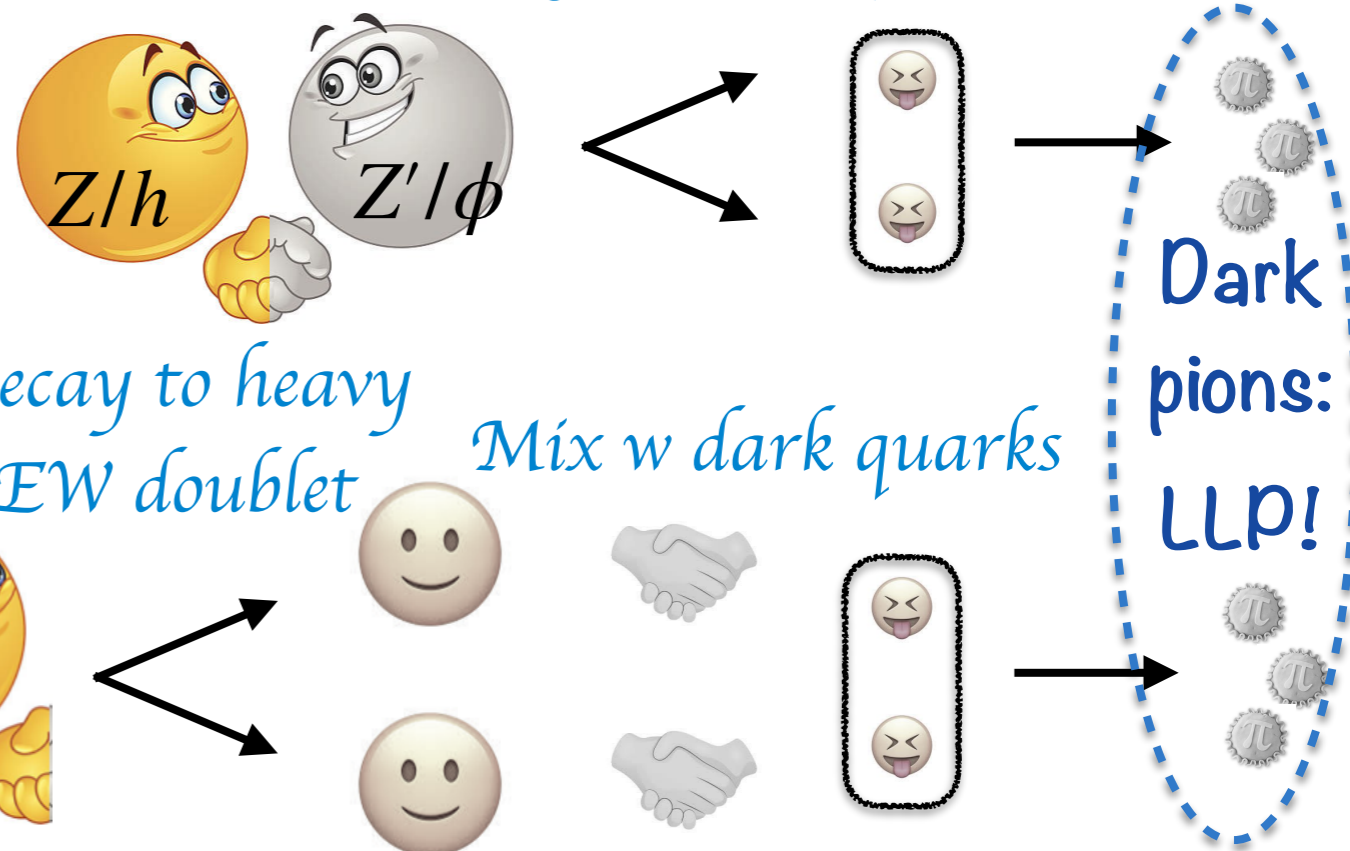 Z/h
Z′/ϕ
π
π
π
Dark
pions:
LLP!
ecay to heavy
EW doublet
Mix w dark quarks
π
π
π